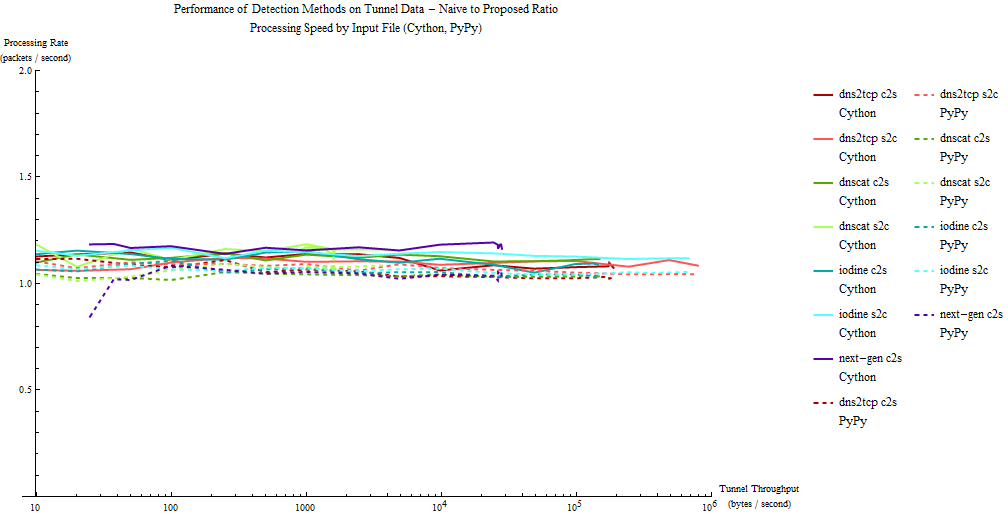 Performance of Detection Methods on Tunnel Data − Naive to Proposed Ratio
Processing Speed by Input File (Cython, PyPy)
Processing Rate
(packets / second)
2.0
1.5
1.0
0.5
10
100
1000
10⁴
10⁵
10⁶
Tunnel Throughput
(bytes / second)
dns2tcp c2s
Cython
dns2tcp s2c
Cython
dnscat c2s
Cython
dnscat s2c
Cython
iodine c2s
Cython
iodine s2c
Cython
next−gen c2s
Cython
dns2tcp c2s
PyPy
dns2tcp s2c
PyPy
dnscat c2s
PyPy
dnscat s2c
PyPy
iodine c2s
PyPy
iodine s2c
PyPy
next−gen c2s
PyPy